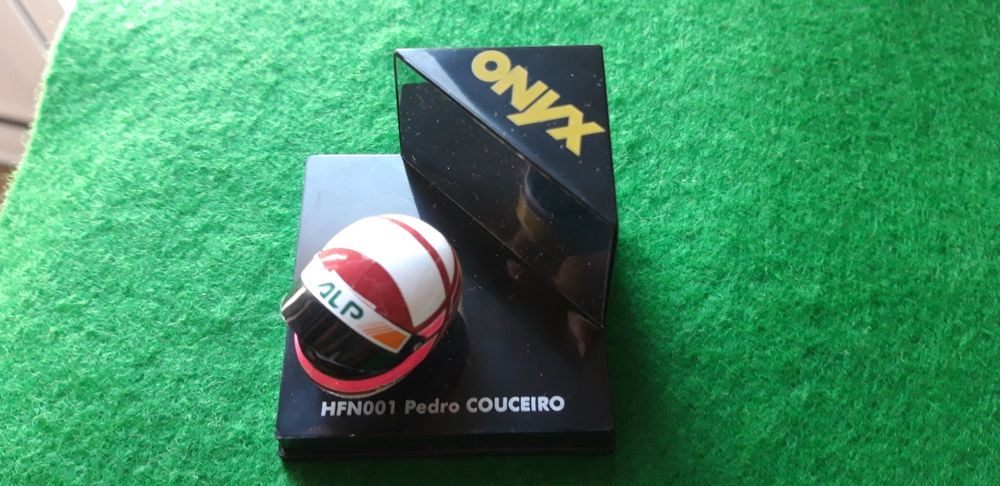 ONYX
ALP
HFN001 Pedro COUCEIRO